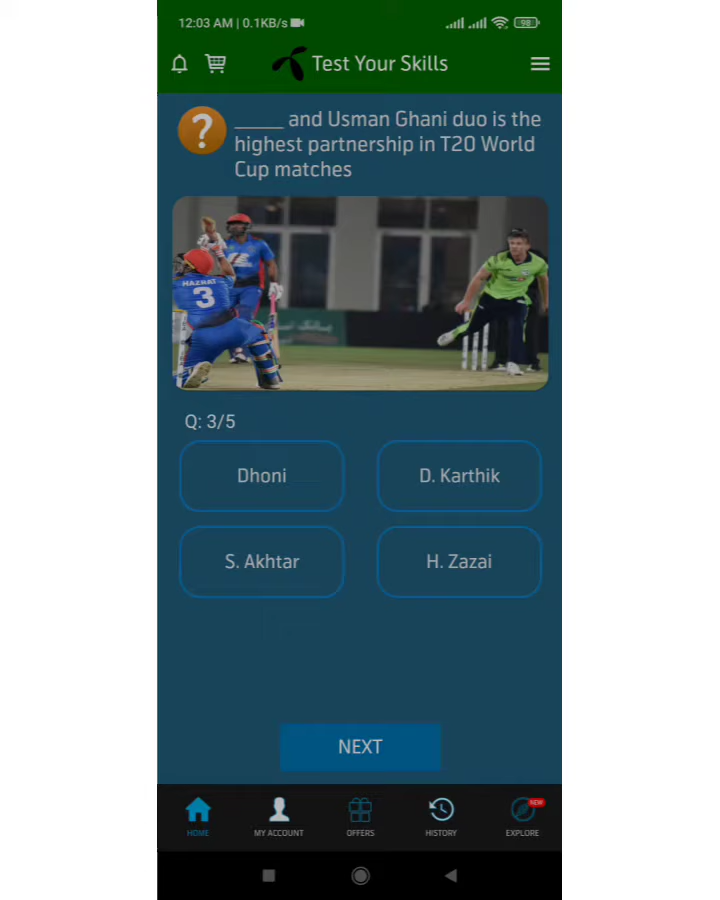 12:03 AM | 0.1KB/s
98
Test Your Skills
_____ and Usman Ghani duo is the
highest partnership in T20 World
Cup matches
HAZRAT
3
Q: 3/5
Dhoni
D. Karthik
S. Akhtar
H. Zazai
NEXT
NEW
HOME
MY ACCOUNT
OFFERS
HISTORY
EXPLORE